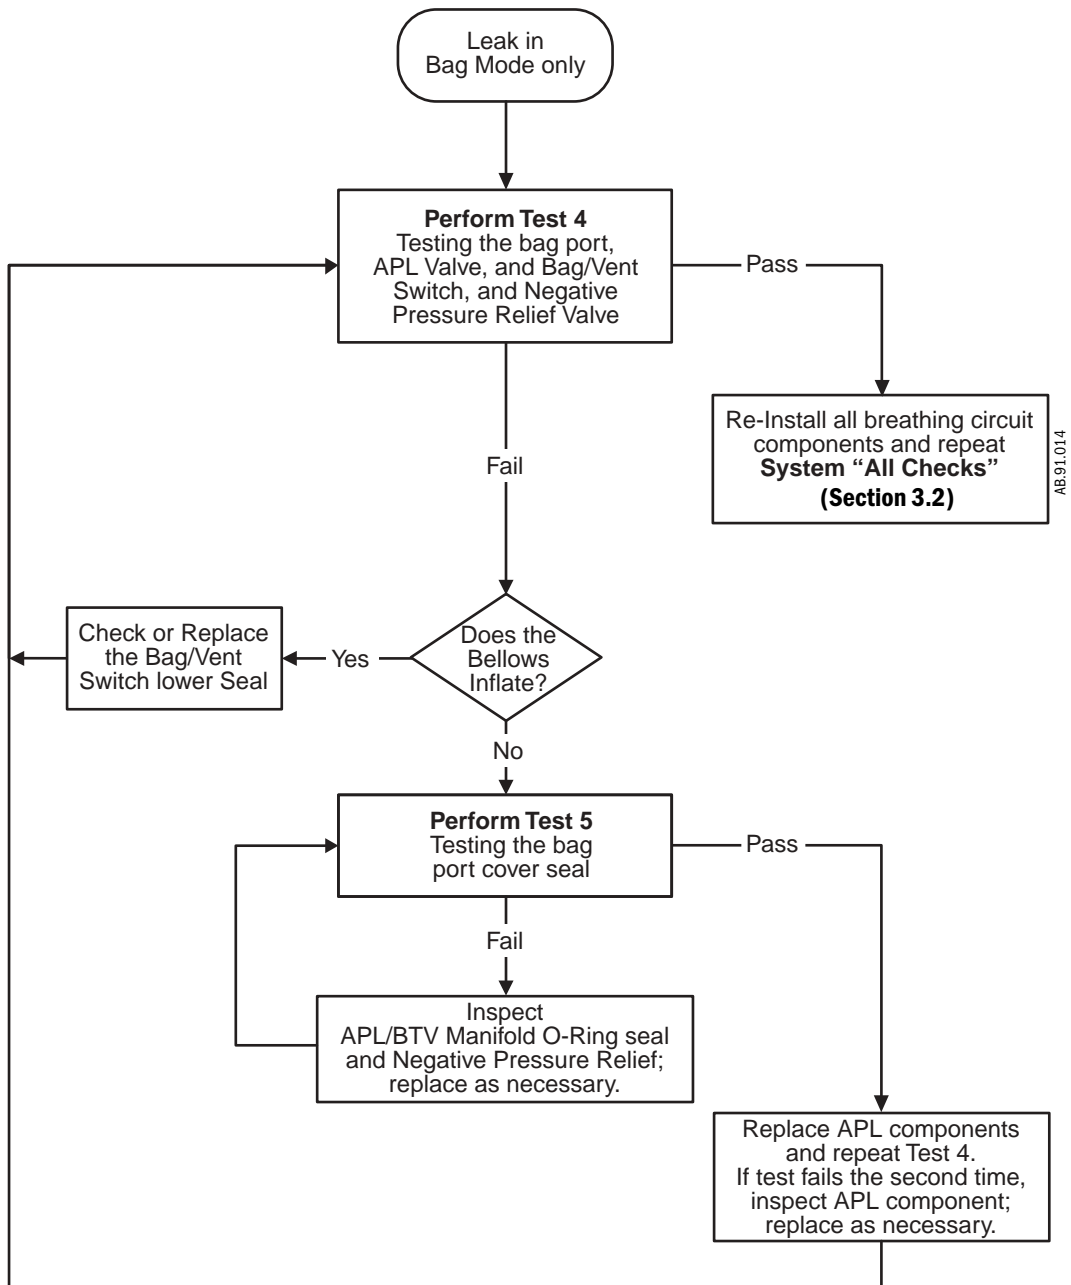 Leak in
Bag Mode only
Perform Test 4
Testing the bag port,
APL Valve, and Bag/Vent
Switch, and Negative
Pressure Relief Valve
Pass
Re-Install all breathing circuit
components and repeat
System “All Checks”
(Section 3.2)
AB.91.014
Fail
Does the
Bellows
Inflate?
Yes
Check or Replace
the Bag/Vent
Switch lower Seal
No
Perform Test 5
Testing the bag
port cover seal
Pass
Fail
Inspect
APL/BTV Manifold O-Ring seal
and Negative Pressure Relief;
replace as necessary.
Replace APL components
and repeat Test 4.
If test fails the second time,
inspect APL component;
replace as necessary.